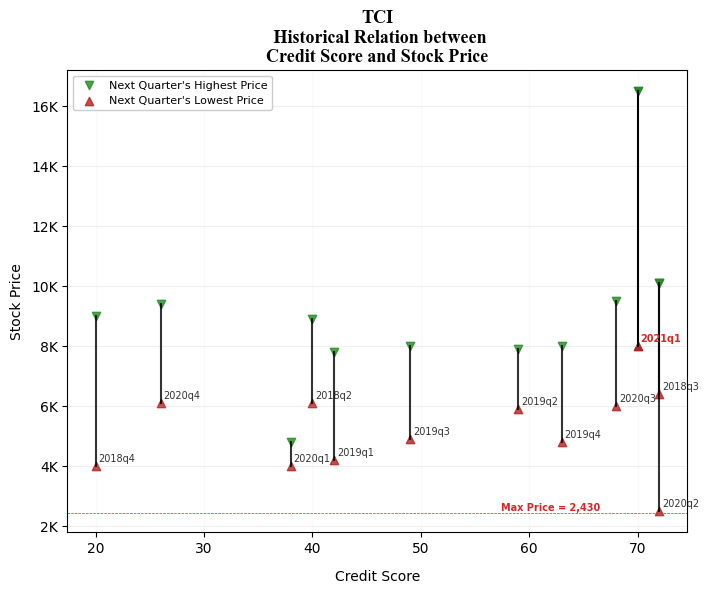 TCI
Historical Relation between
Credit Score and Stock Price
Next Quarter's Highest Price
Next Quarter's Lowest Price
16K
14K
12K
10K
8K
6K
4K
2K
Stock Price
2021q1
2018q3
2020q4
2018q2
2019q2
2020q3
2019q3
2019q4
2018q4
2020q1
2019q1
2020q2
Max Price = 2,430
20
30
40
50
60
70
Credit Score